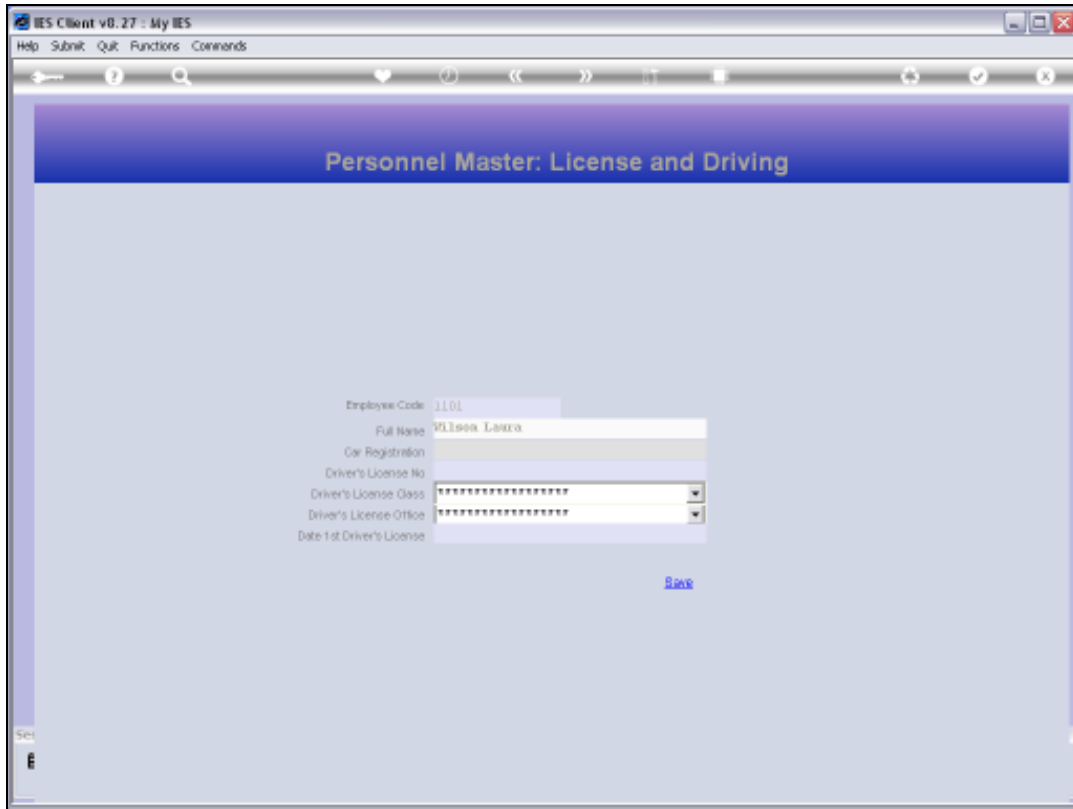 IES Client v8.27 : My IES
Help Submit Quit Functions Commands
Personnel Master: License and Driving
Employee Code 1101
Full Name Wilson Laura
Car Registration
Driver's License No
Driver's License Class ******************
Driver's License Office ******************
Date 1st Driver's License
Save
Ses